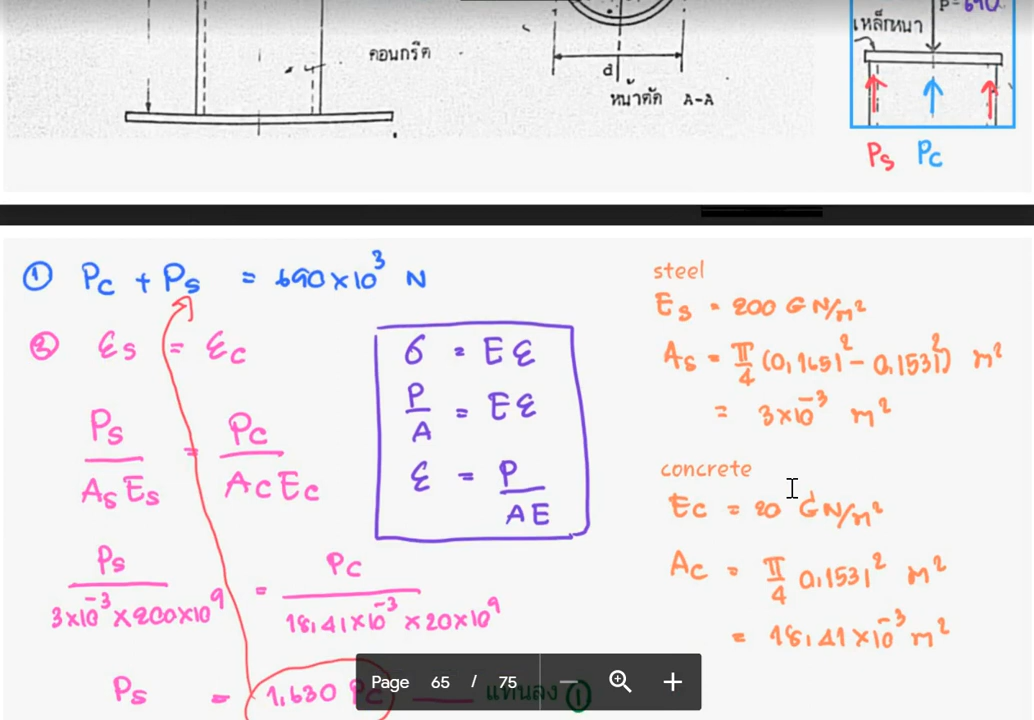 คอนกรีต
d
หน้าตัด A-A
P = 690
เหล็กหนา
Ps Pc
① Pc + Ps = 690×10³ N
② εs = εc
Ps / AsEs = Pc / AcEc
Ps / 3×10⁻³ × 200×10⁹ = Pc / 18.41×10⁻³ × 20×10⁹
Ps = 1.630 Pc แทนลง ①
σ = Eε
P/A = Eε
ε = P/AE
steel
Es = 200 GN/m²
As = π/4 (0.1651² - 0.1531²) m²
= 3×10⁻³ m²
concrete
Ec = 20 GN/m²
Ac = π/4 0.1531² m²
= 18.41×10⁻³ m²
Page 65 / 75